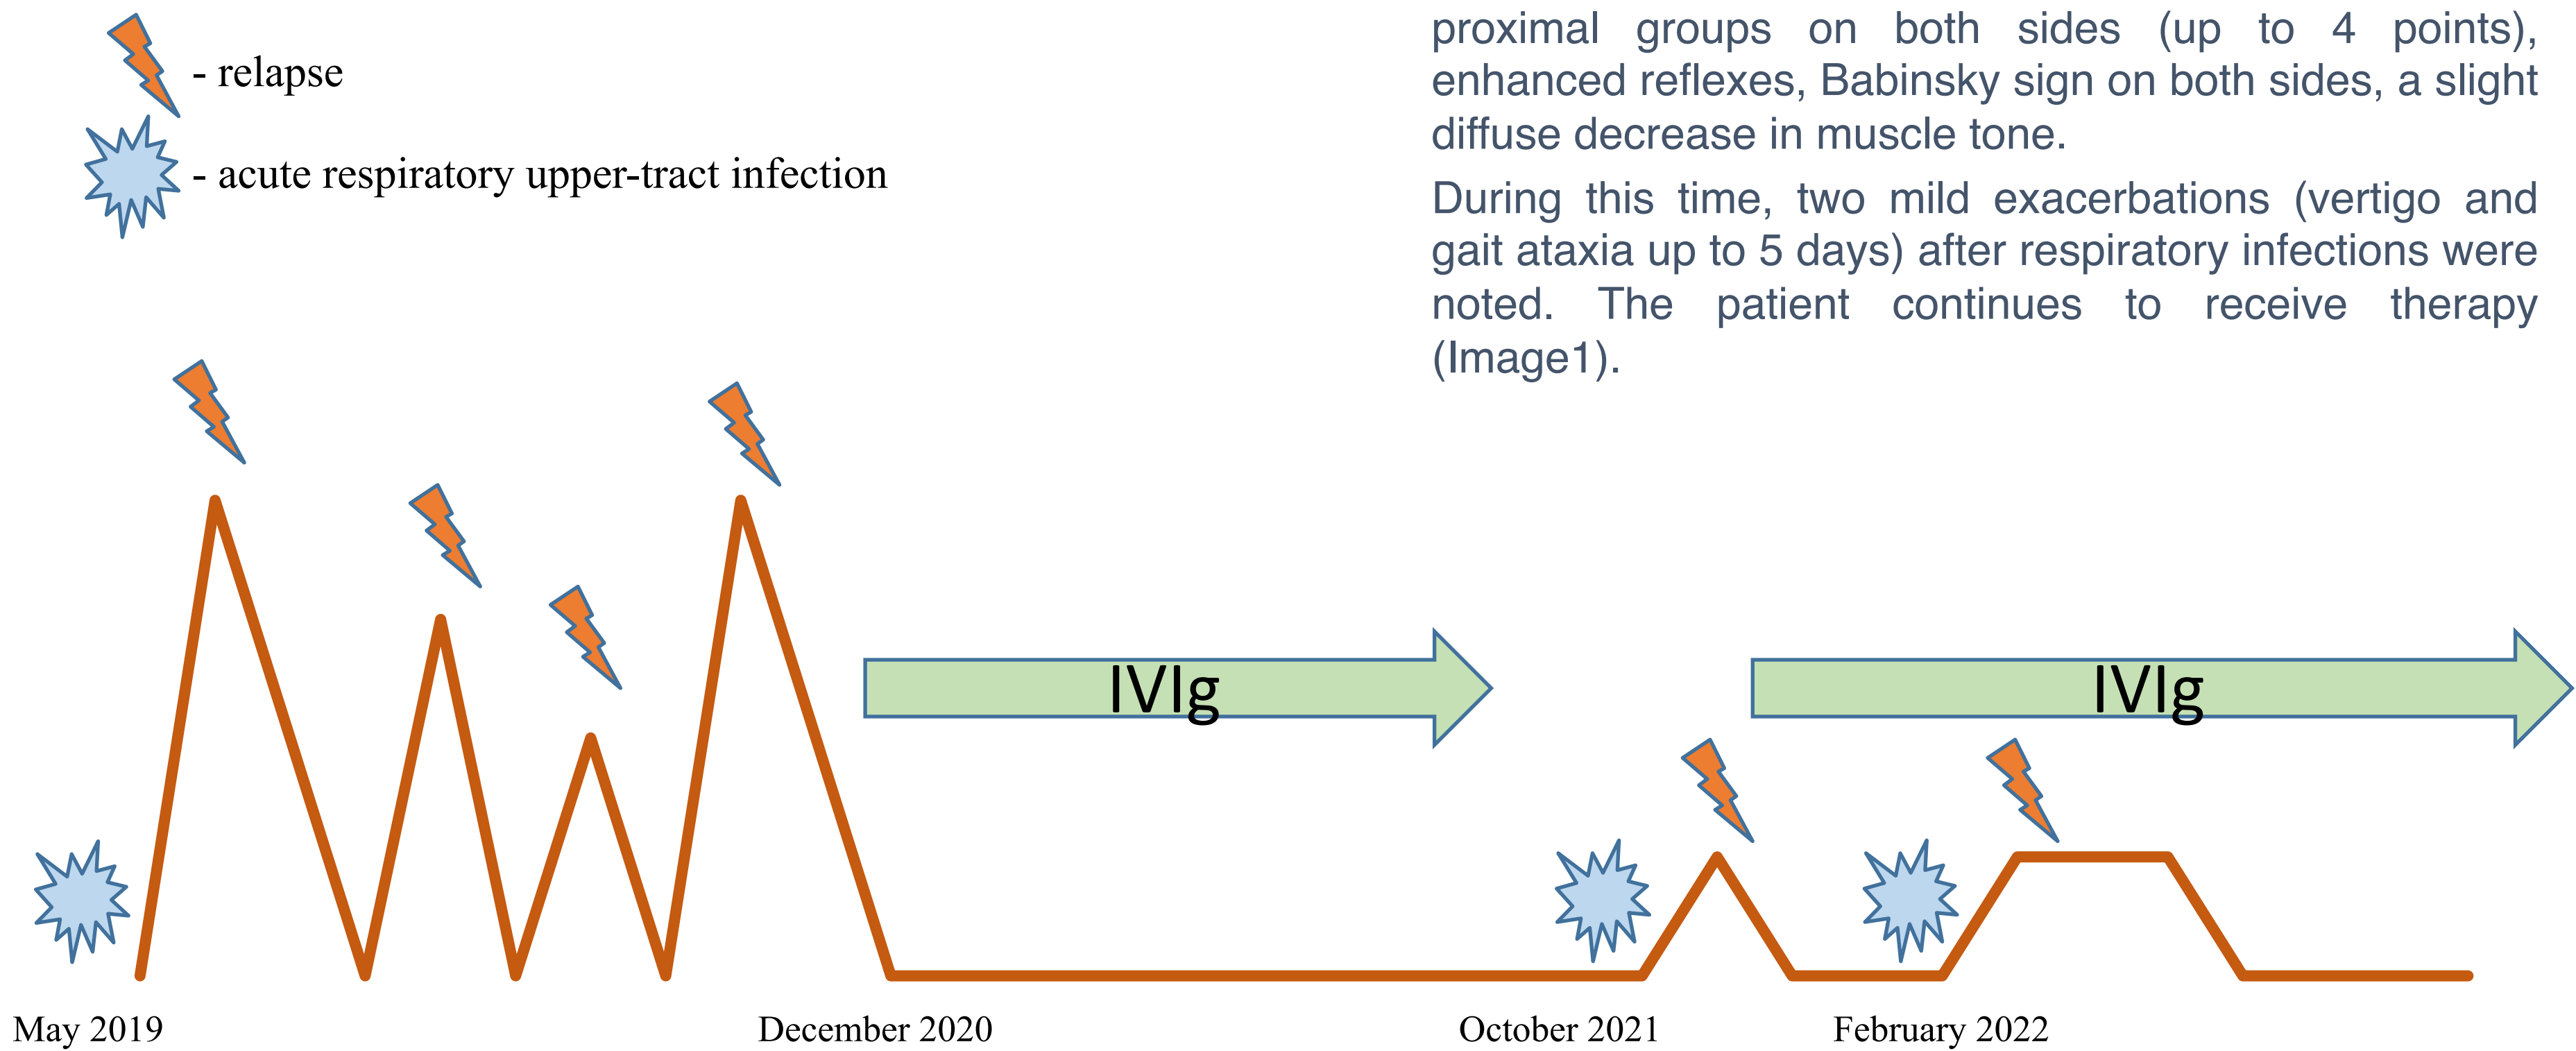 - relapse
- acute respiratory upper-tract infection
proximal groups on both sides (up to 4 points),
enhanced reflexes, Babinsky sign on both sides, a slight
diffuse decrease in muscle tone.
During this time, two mild exacerbations (vertigo and
gait ataxia up to 5 days) after respiratory infections were
noted. The patient continues to receive therapy
(Image1).
IVIg
IVIg
May 2019
December 2020
October 2021
February 2022